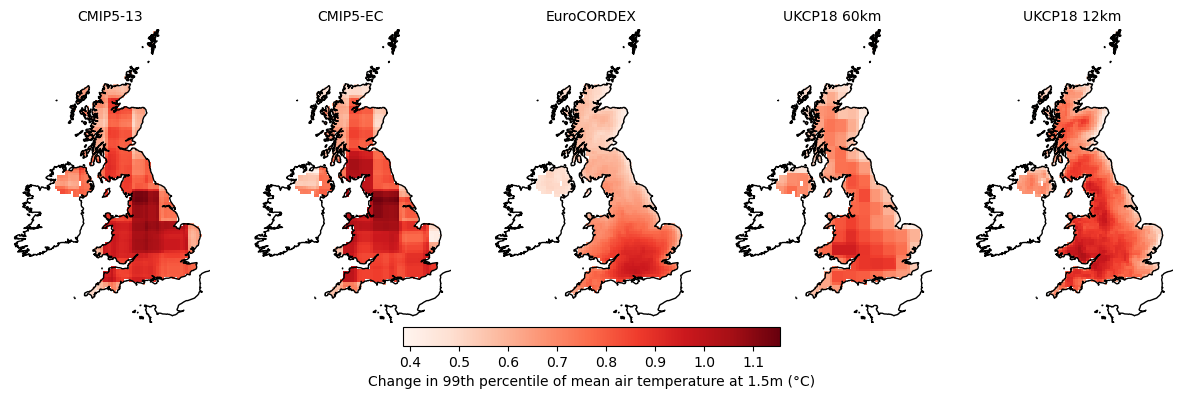 CMIP5-13 CMIP5-EC EuroCORDEX UKCP18 60km UKCP18 12km
0.4 0.5 0.6 0.7 0.8 0.9 1.0 1.1
Change in 99th percentile of mean air temperature at 1.5m (°C)